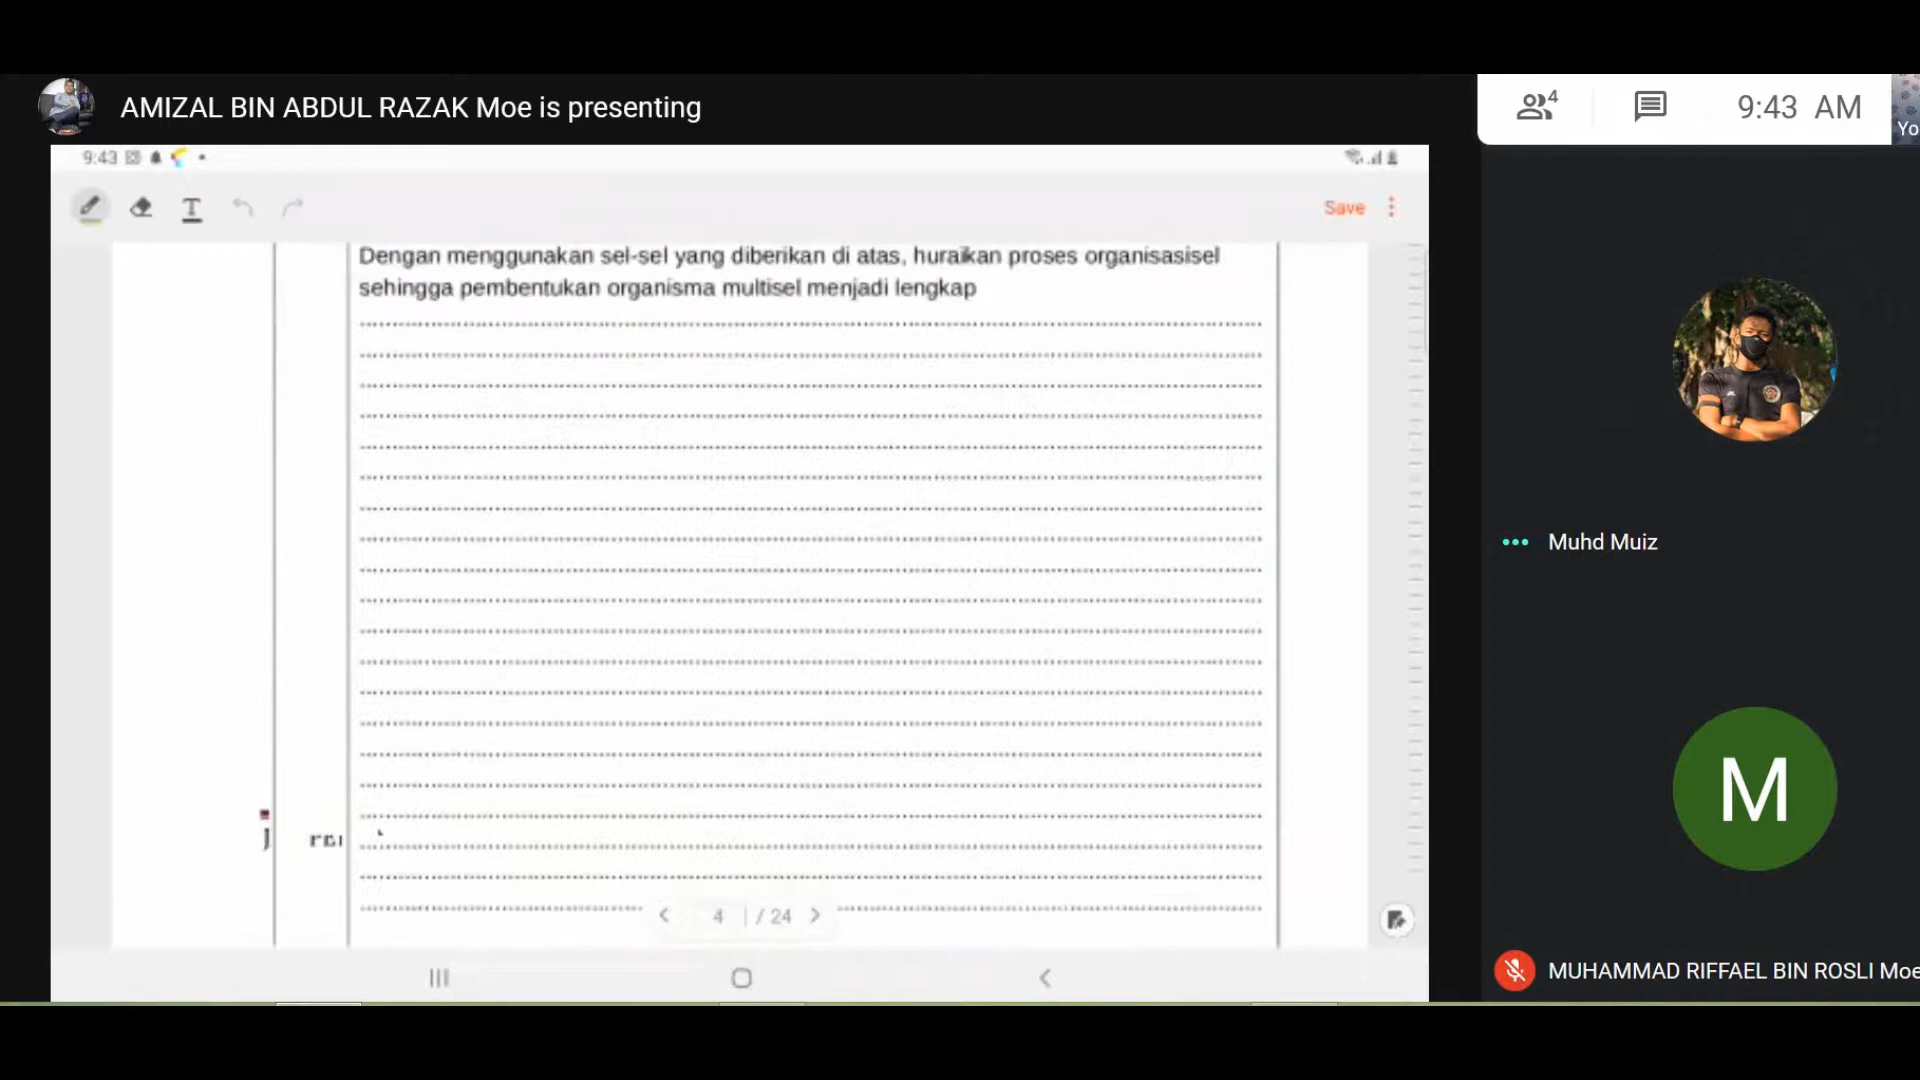 AMIZAL BIN ABDUL RAZAK Moe is presenting
4
9:43 AM
Yo
9:43
T
Save
Dengan menggunakan sel-sel yang diberikan di atas, huraikan proses organisasisel
sehingga pembentukan organisma multisel menjadi lengkap
4 / 24
Muhd Muiz
M
MUHAMMAD RIFFAEL BIN ROSLI Moe